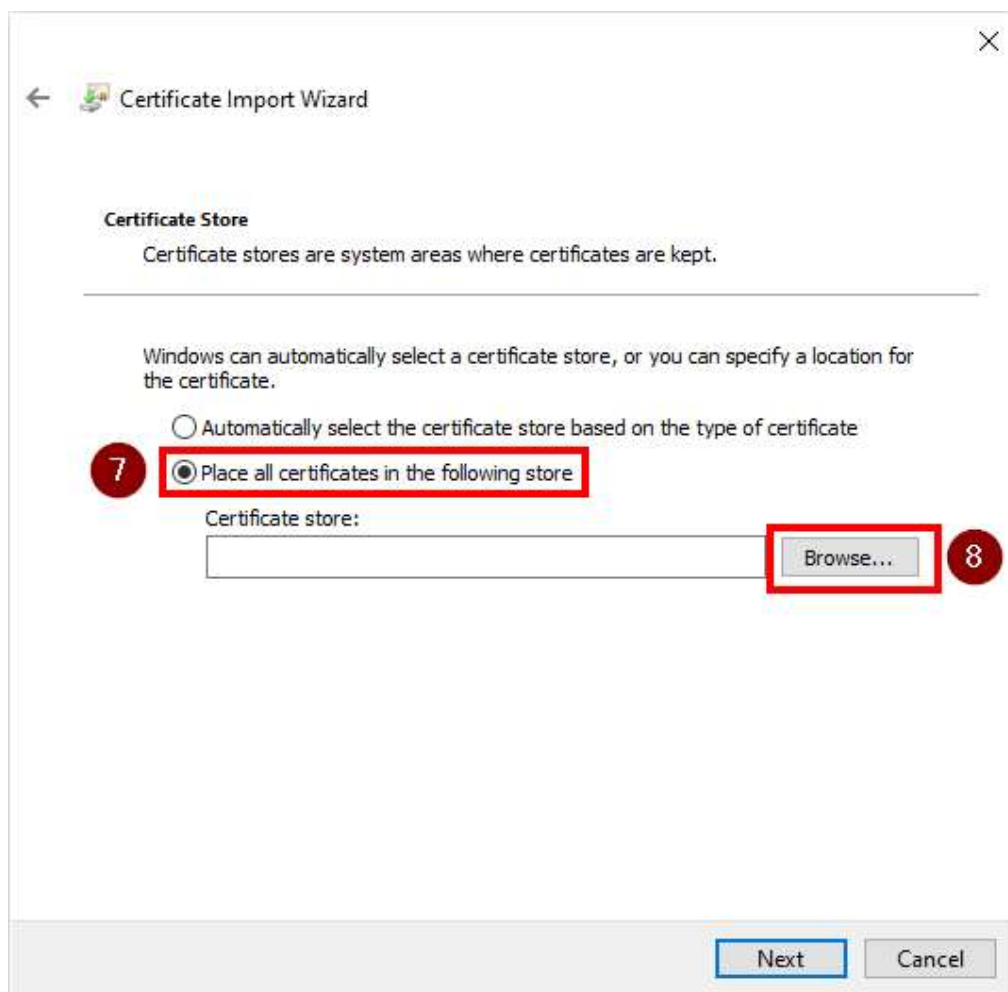 Certificate Import Wizard
Certificate Store
Certificate stores are system areas where certificates are kept.
Windows can automatically select a certificate store, or you can specify a location for
the certificate.
Automatically select the certificate store based on the type of certificate
7 Place all certificates in the following store
Certificate store:
Browse... 8
Next Cancel